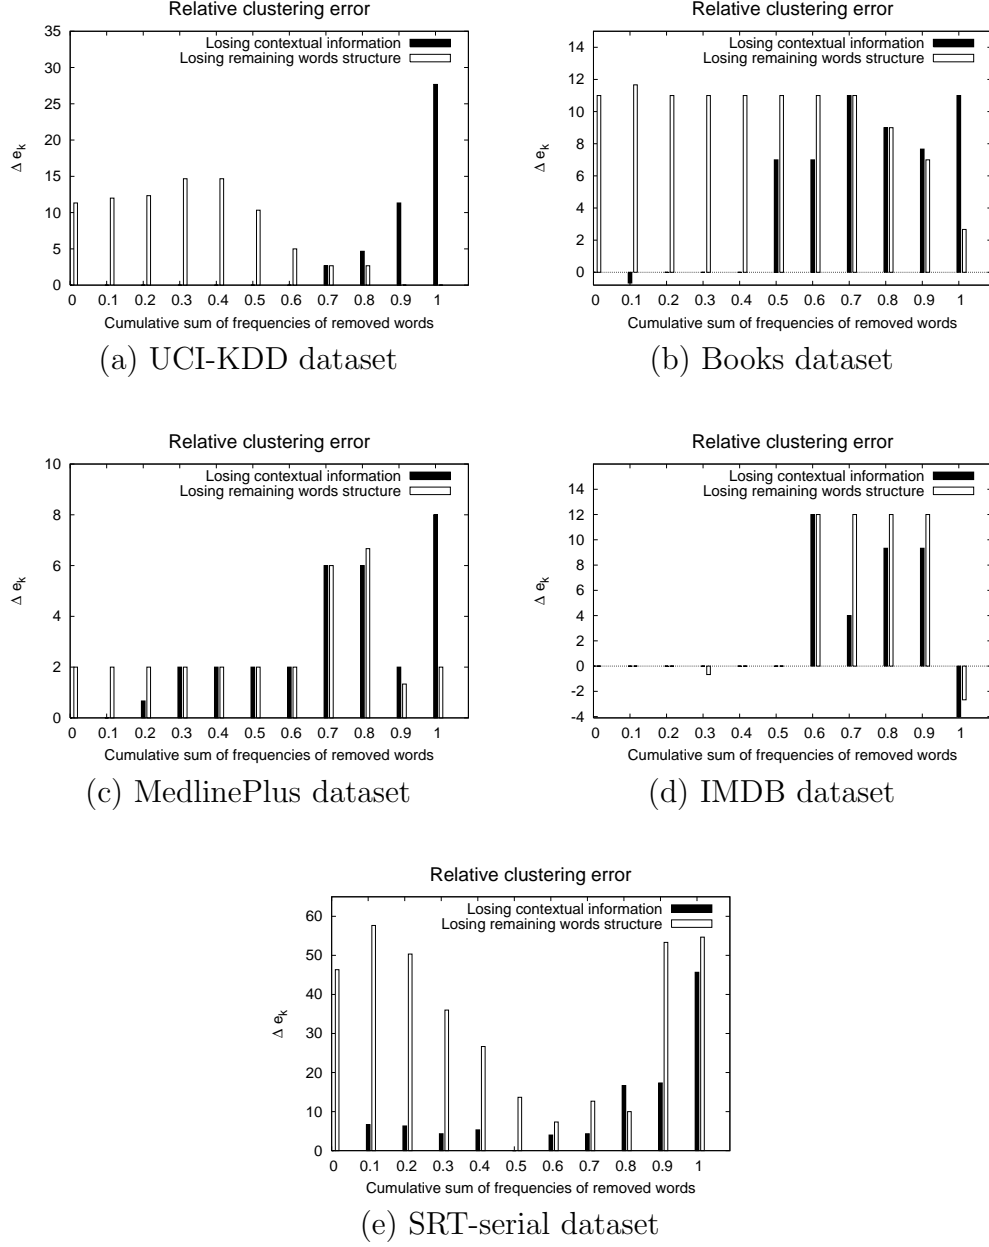 Relative clustering error
35
30
25
20
15
10
5
0
Δ e_k
Losing contextual information
Losing remaining words structure
0 0.1 0.2 0.3 0.4 0.5 0.6 0.7 0.8 0.9 1
Cumulative sum of frequencies of removed words
(a) UCI-KDD dataset
Relative clustering error
14
12
10
8
6
4
2
0
Δ e_k
Losing contextual information
Losing remaining words structure
0 0.1 0.2 0.3 0.4 0.5 0.6 0.7 0.8 0.9 1
Cumulative sum of frequencies of removed words
(b) Books dataset
Relative clustering error
10
8
6
4
2
0
Δ e_k
Losing contextual information
Losing remaining words structure
0 0.1 0.2 0.3 0.4 0.5 0.6 0.7 0.8 0.9 1
Cumulative sum of frequencies of removed words
(c) MedlinePlus dataset
Relative clustering error
14
12
10
8
6
4
2
0
-2
-4
Δ e_k
Losing contextual information
Losing remaining words structure
0 0.1 0.2 0.3 0.4 0.5 0.6 0.7 0.8 0.9 1
Cumulative sum of frequencies of removed words
(d) IMDB dataset
Relative clustering error
60
50
40
30
20
10
0
Δ e_k
Losing contextual information
Losing remaining words structure
0 0.1 0.2 0.3 0.4 0.5 0.6 0.7 0.8 0.9 1
Cumulative sum of frequencies of removed words
(e) SRT-serial dataset